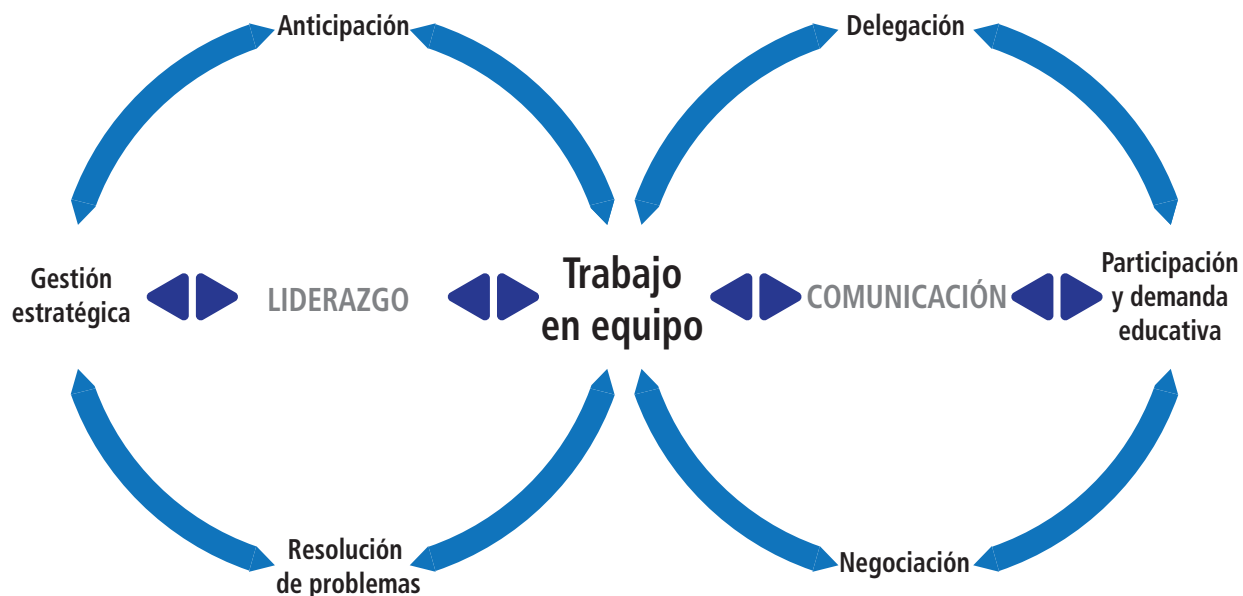 Anticipación
Delegación
Gestión
estratégica
LIDERAZGO
Trabajo
en equipo
COMUNICACIÓN
Participación
y demanda
educativa
Resolución
de problemas
Negociación